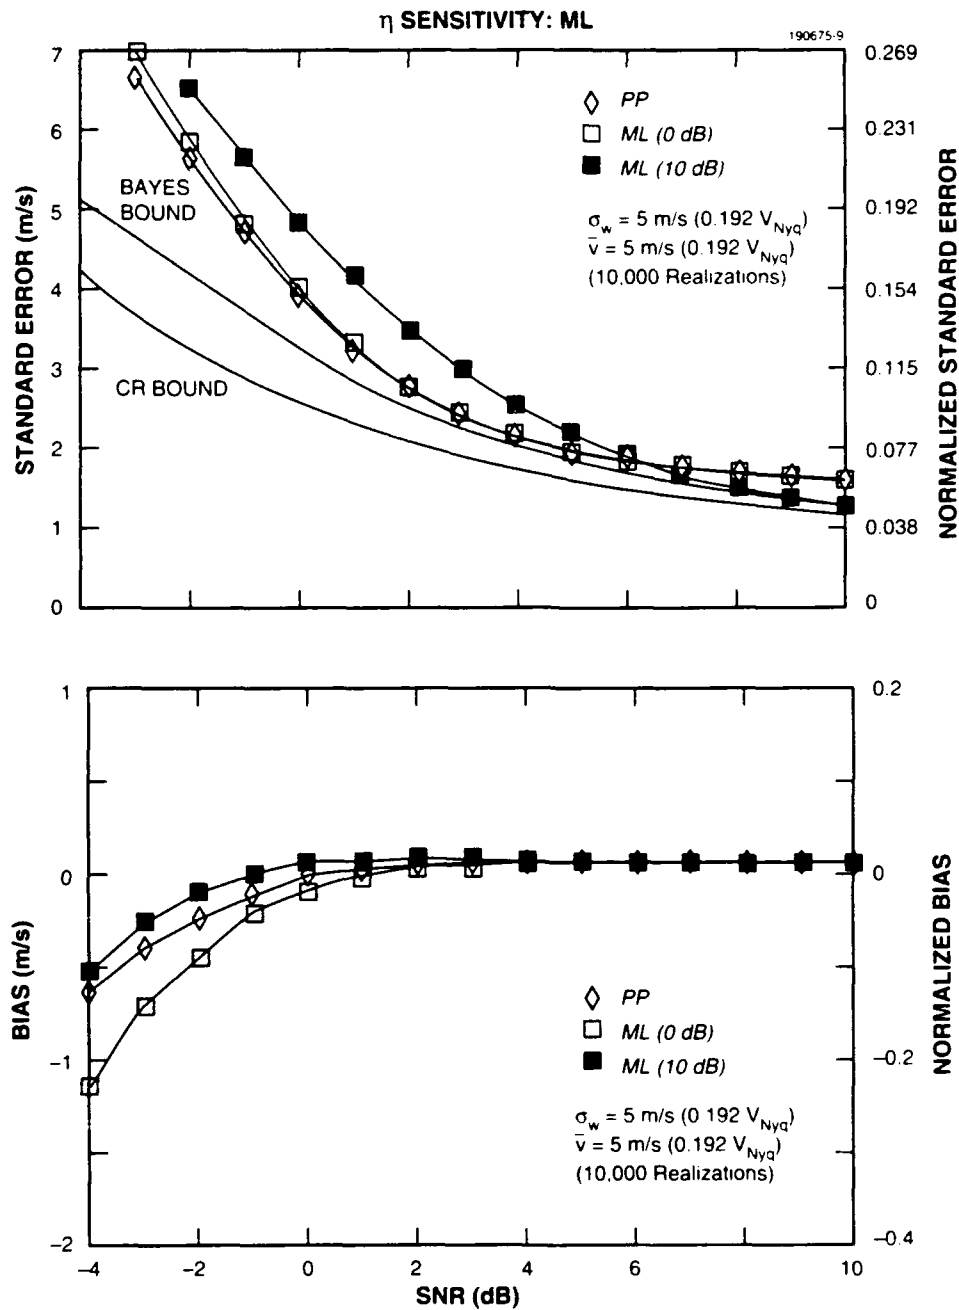 η SENSITIVITY: ML
190675-9
7
6
5
4
3
2
1
0
STANDARD ERROR (m/s)
0.269
0.231
0.192
0.154
0.115
0.077
0.038
0
NORMALIZED STANDARD ERROR
PP
ML (0 dB)
ML (10 dB)
σw = 5 m/s (0.192 VNyq)
v̄ = 5 m/s (0.192 VNyq)
(10,000 Realizations)
BAYES
BOUND
CR BOUND
1
0
−1
−2
BIAS (m/s)
0.2
0
−0.2
−0.4
NORMALIZED BIAS
PP
ML (0 dB)
ML (10 dB)
σw = 5 m/s (0 192 VNyq)
v̄ = 5 m/s (0.192 VNyq)
(10,000 Realizations)
−4 −2 0 2 4 6 8 10
SNR (dB)